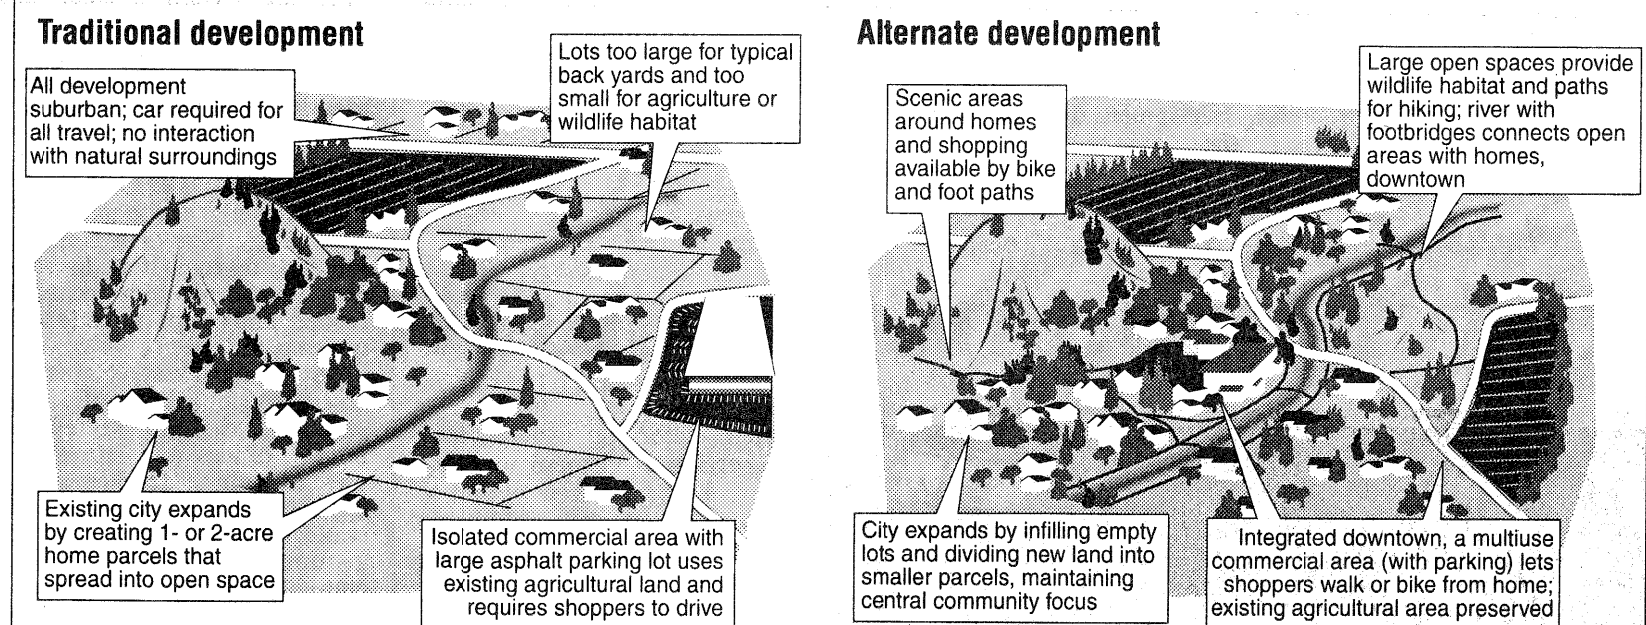 Traditional development
All development
suburban; car required for
all travel; no interaction
with natural surroundings
Lots too large for typical
back yards and too
small for agriculture or
wildlife habitat
Existing city expands
by creating 1- or 2-acre
home parcels that
spread into open space
Isolated commercial area with
large asphalt parking lot uses
existing agricultural land and
requires shoppers to drive
Alternate development
Scenic areas
around homes
and shopping
available by bike
and foot paths
Large open spaces provide
wildlife habitat and paths
for hiking; river with
footbridges connects open
areas with homes,
downtown
City expands by infilling empty
lots and dividing new land into
smaller parcels, maintaining
central community focus
Integrated downtown, a multiuse
commercial area (with parking) lets
shoppers walk or bike from home;
existing agricultural area preserved